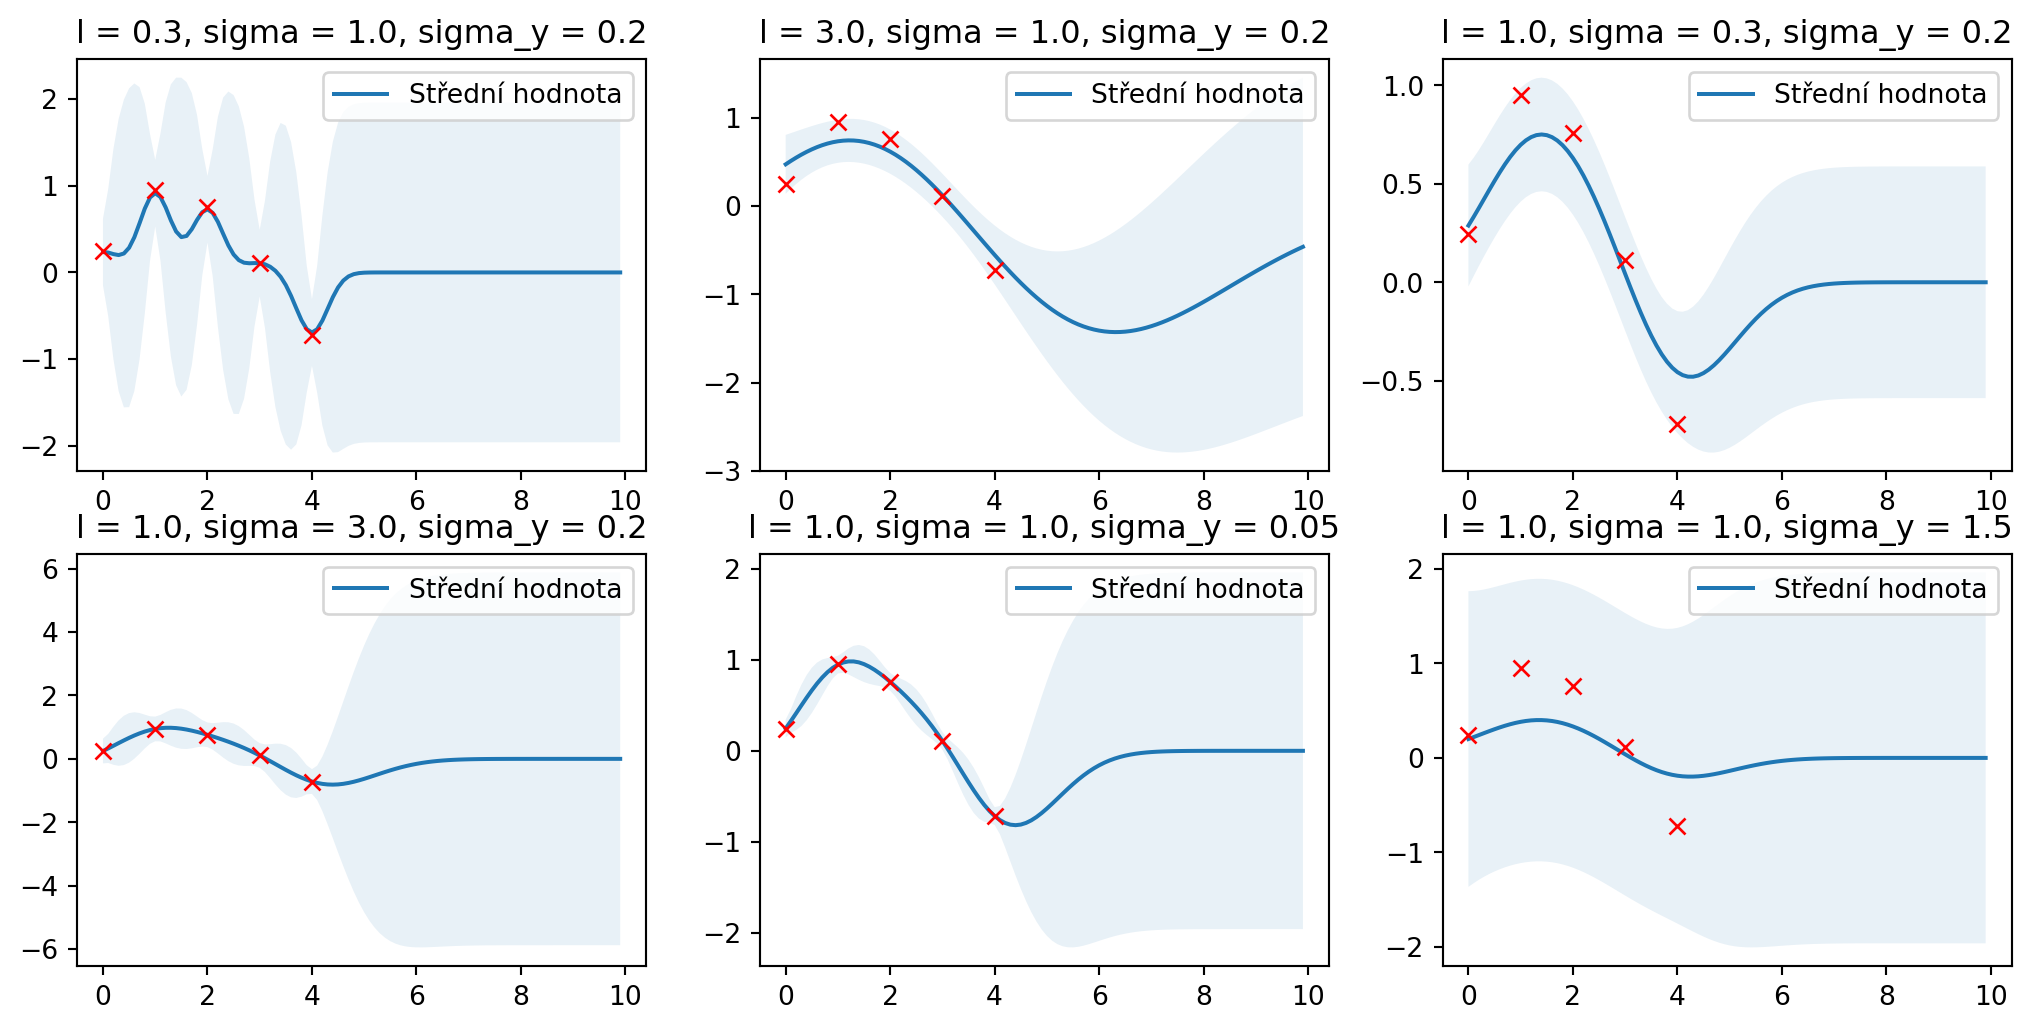 l = 0.3, sigma = 1.0, sigma_y = 0.2
Střední hodnota
2
1
0
−1
−2
0 2 4 6 8 10
l = 3.0, sigma = 1.0, sigma_y = 0.2
Střední hodnota
1
0
−1
−2
−3
0 2 4 6 8 10
l = 1.0, sigma = 0.3, sigma_y = 0.2
Střední hodnota
1.0
0.5
0.0
−0.5
0 2 4 6 8 10
l = 1.0, sigma = 3.0, sigma_y = 0.2
Střední hodnota
6
4
2
0
−2
−4
−6
0 2 4 6 8 10
l = 1.0, sigma = 1.0, sigma_y = 0.05
Střední hodnota
2
1
0
−1
−2
0 2 4 6 8 10
l = 1.0, sigma = 1.0, sigma_y = 1.5
Střední hodnota
2
1
0
−1
−2
0 2 4 6 8 10